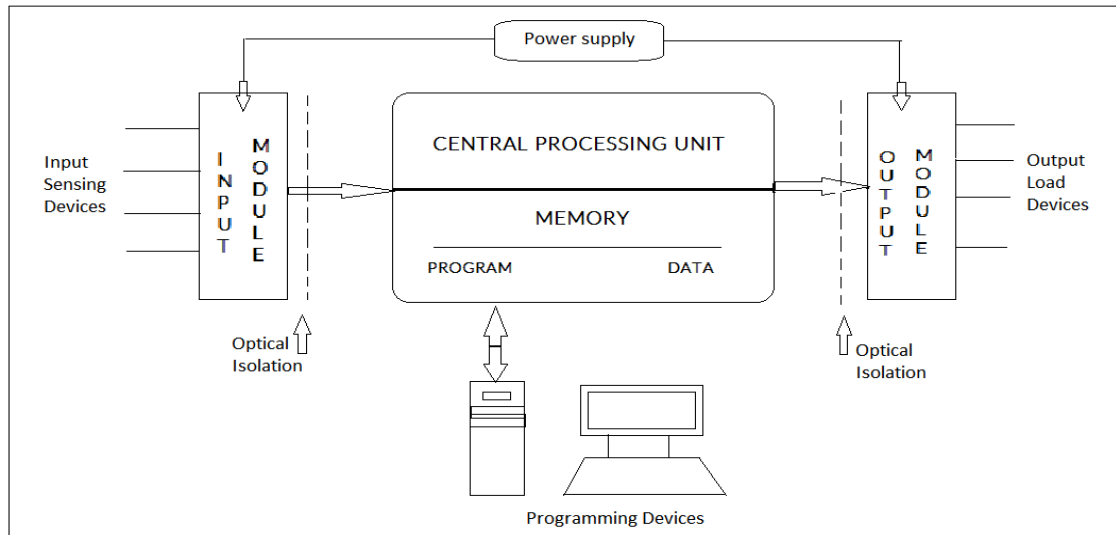 Power supply
Input
Sensing
Devices
INPUT
MODULE
CENTRAL PROCESSING UNIT
MEMORY
PROGRAM DATA
OUTPUT
MODULE
Output
Load
Devices
Optical
Isolation
Optical
Isolation
Programming Devices